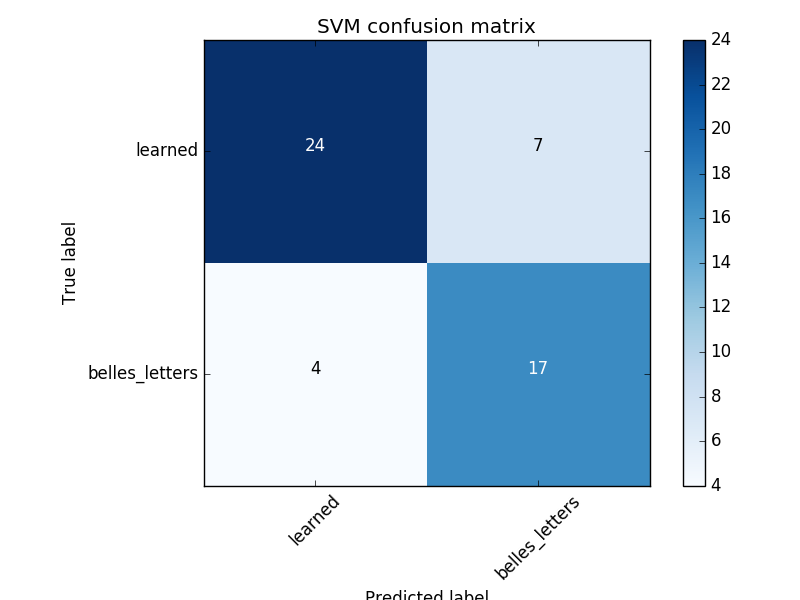 SVM confusion matrix
True label
learned
24
7
belles_letters
4
17
learned
belles_letters
Predicted label
24
22
20
18
16
14
12
10
8
6
4